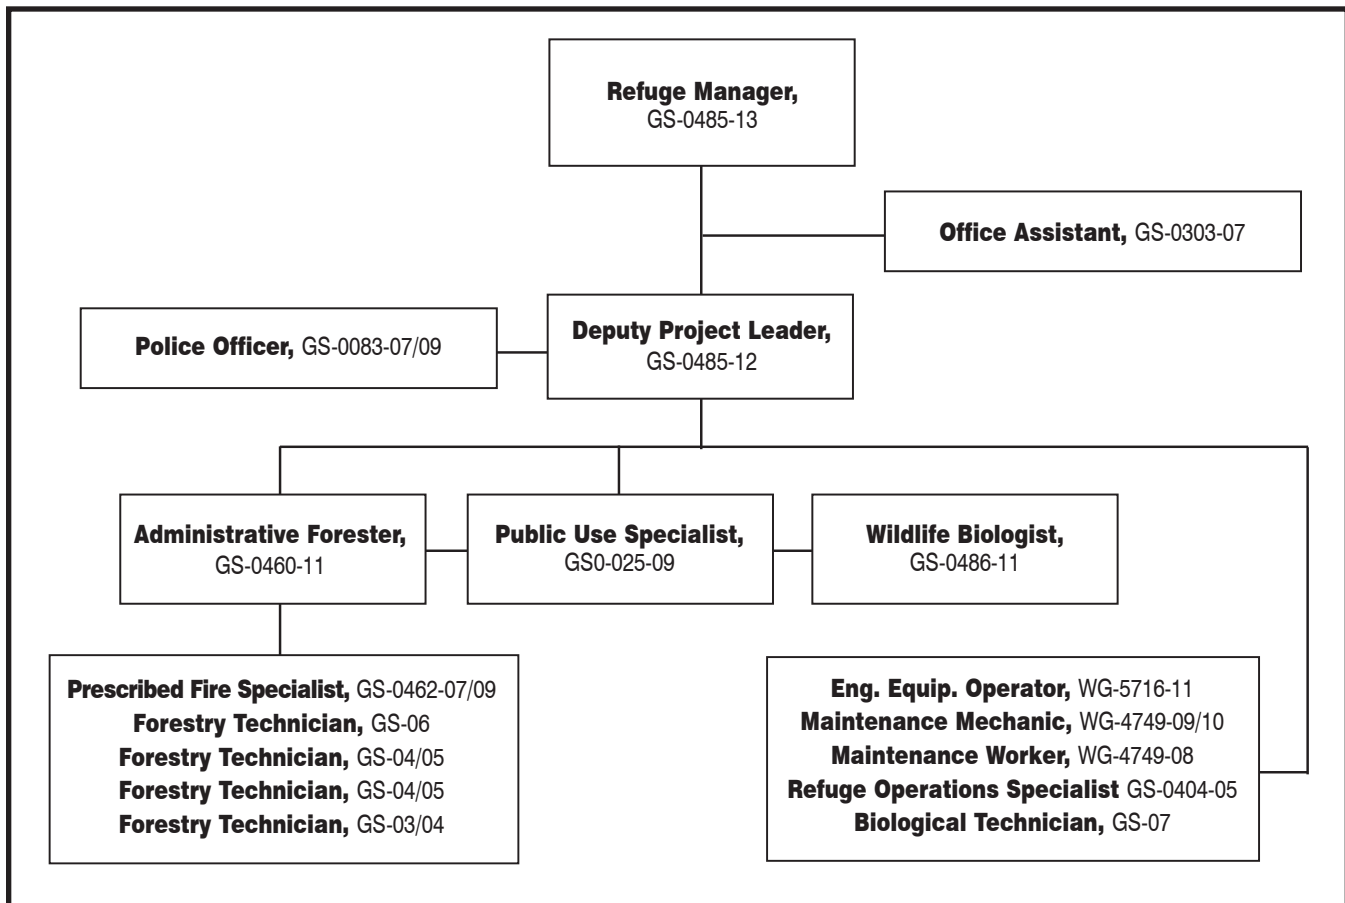 Refuge Manager,
GS-0485-13
Office Assistant, GS-0303-07
Police Officer, GS-0083-07/09
Deputy Project Leader,
GS-0485-12
Administrative Forester,
GS-0460-11
Public Use Specialist,
GS0-025-09
Wildlife Biologist,
GS-0486-11
Prescribed Fire Specialist, GS-0462-07/09
Forestry Technician, GS-06
Forestry Technician, GS-04/05
Forestry Technician, GS-04/05
Forestry Technician, GS-03/04
Eng. Equip. Operator, WG-5716-11
Maintenance Mechanic, WG-4749-09/10
Maintenance Worker, WG-4749-08
Refuge Operations Specialist GS-0404-05
Biological Technician, GS-07